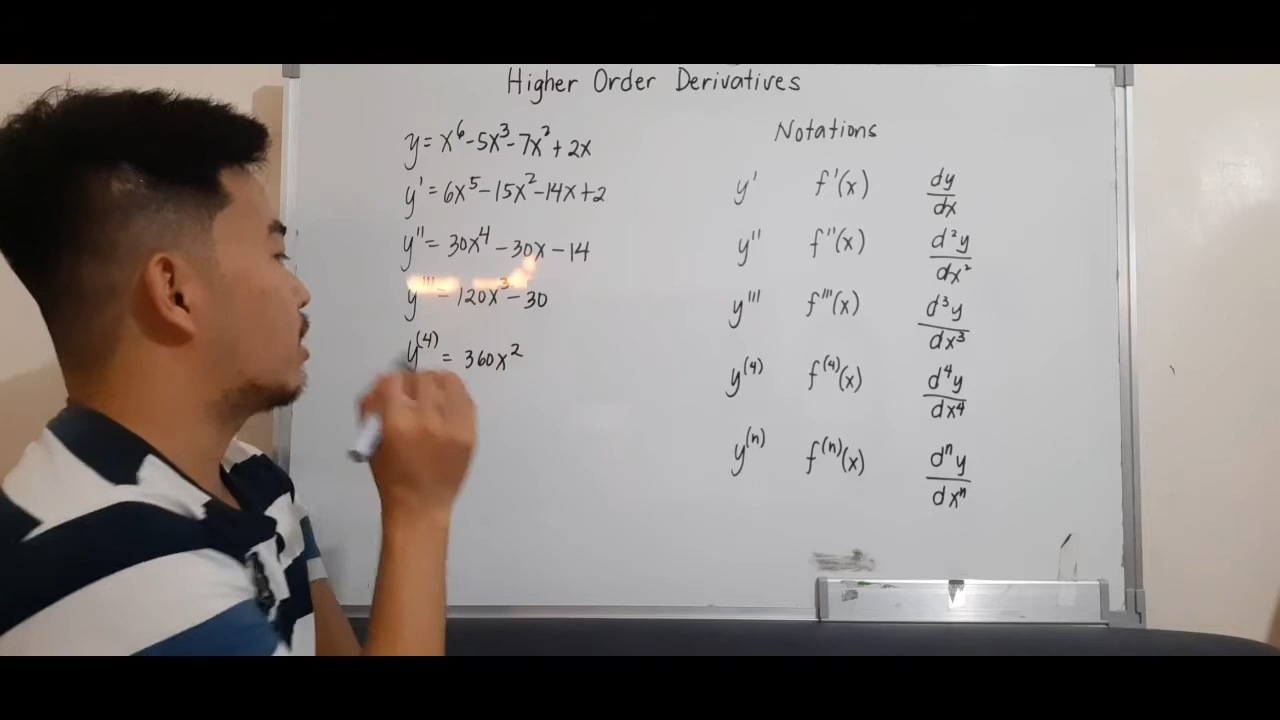 Higher Order Derivatives
y = x⁶ - 5x³ - 7x² + 2x
y' = 6x⁵ - 15x² - 14x + 2
y'' = 30x⁴ - 30x - 14
y''' = 120x³ - 30
y⁽⁴⁾ = 360x²
Notations
y' f'(x) dy/dx
y'' f''(x) d²y/dx²
y''' f'''(x) d³y/dx³
y⁽⁴⁾ f⁽⁴⁾(x) d⁴y/dx⁴
y⁽ⁿ⁾ f⁽ⁿ⁾(x) dⁿy/dxⁿ